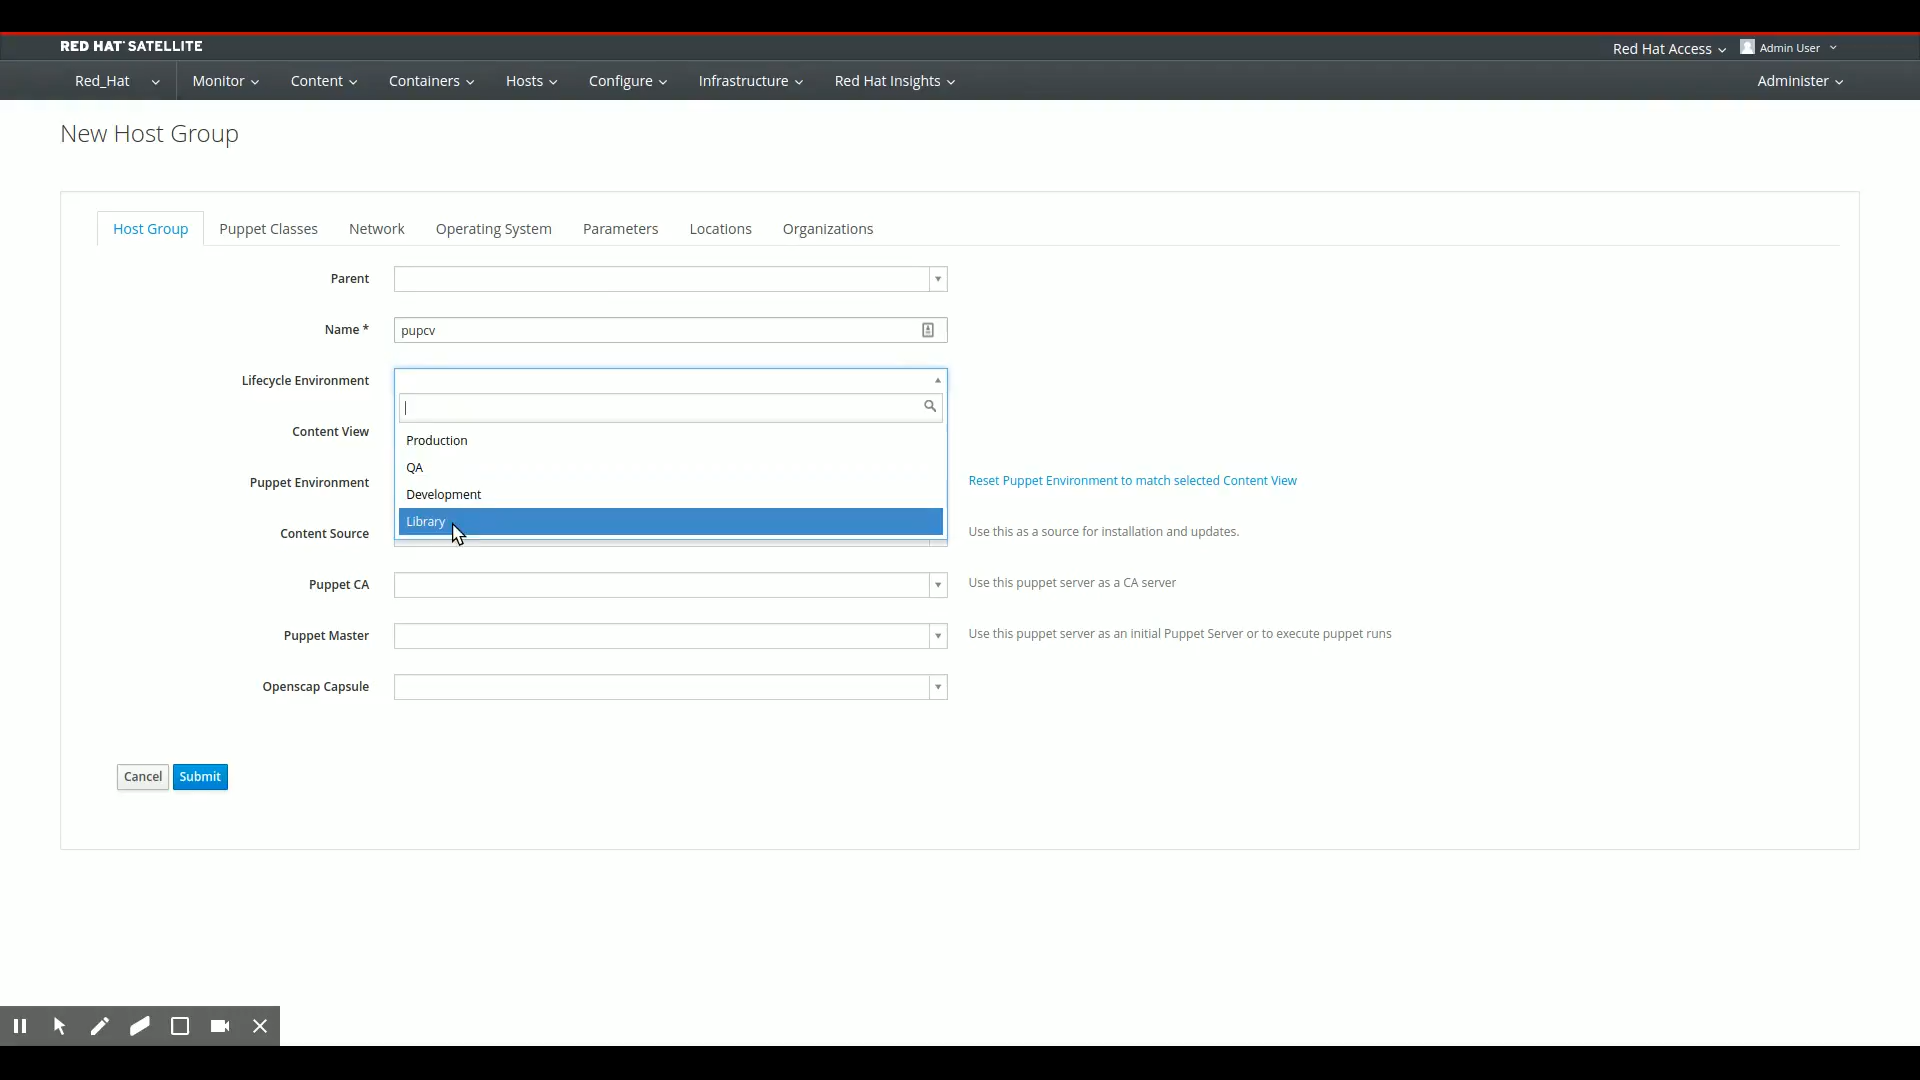 RED HAT SATELLITE
Red Hat Access
Admin User
Red_Hat
Monitor
Content
Containers
Hosts
Configure
Infrastructure
Red Hat Insights
Administer
New Host Group
Host Group
Puppet Classes
Network
Operating System
Parameters
Locations
Organizations
Parent
Name *
pupcv
Lifecycle Environment
Production
QA
Development
Library
Content View
Puppet Environment
Reset Puppet Environment to match selected Content View
Content Source
Use this as a source for installation and updates.
Puppet CA
Use this puppet server as a CA server
Puppet Master
Use this puppet server as an initial Puppet Server or to execute puppet runs
Openscap Capsule
Cancel
Submit